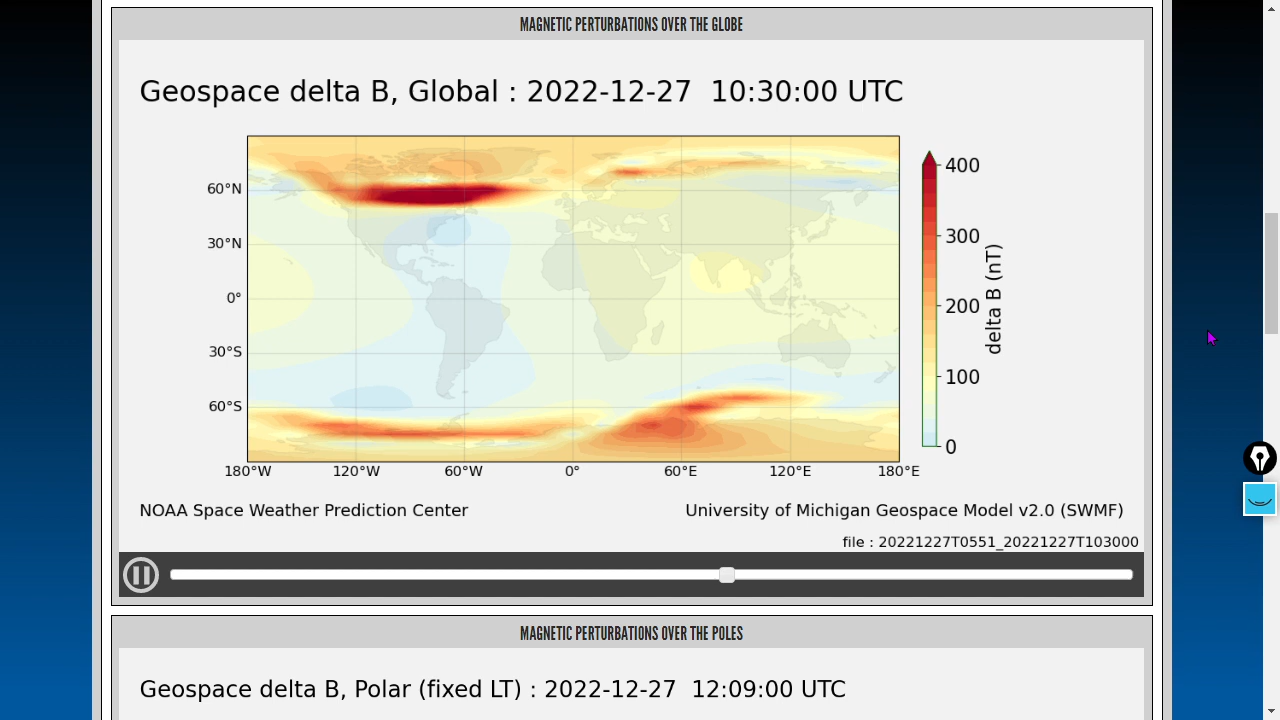 MAGNETIC PERTURBATIONS OVER THE GLOBE
Geospace delta B, Global : 2022-12-27 10:30:00 UTC
400
60°N
300
30°N
0°
delta B (nT)
200
30°S
100
60°S
0
180°W 120°W 60°W 0° 60°E 120°E 180°E
NOAA Space Weather Prediction Center
University of Michigan Geospace Model v2.0 (SWMF)
file : 20221227T0551_20221227T103000
MAGNETIC PERTURBATIONS OVER THE POLES
Geospace delta B, Polar (fixed LT) : 2022-12-27 12:09:00 UTC